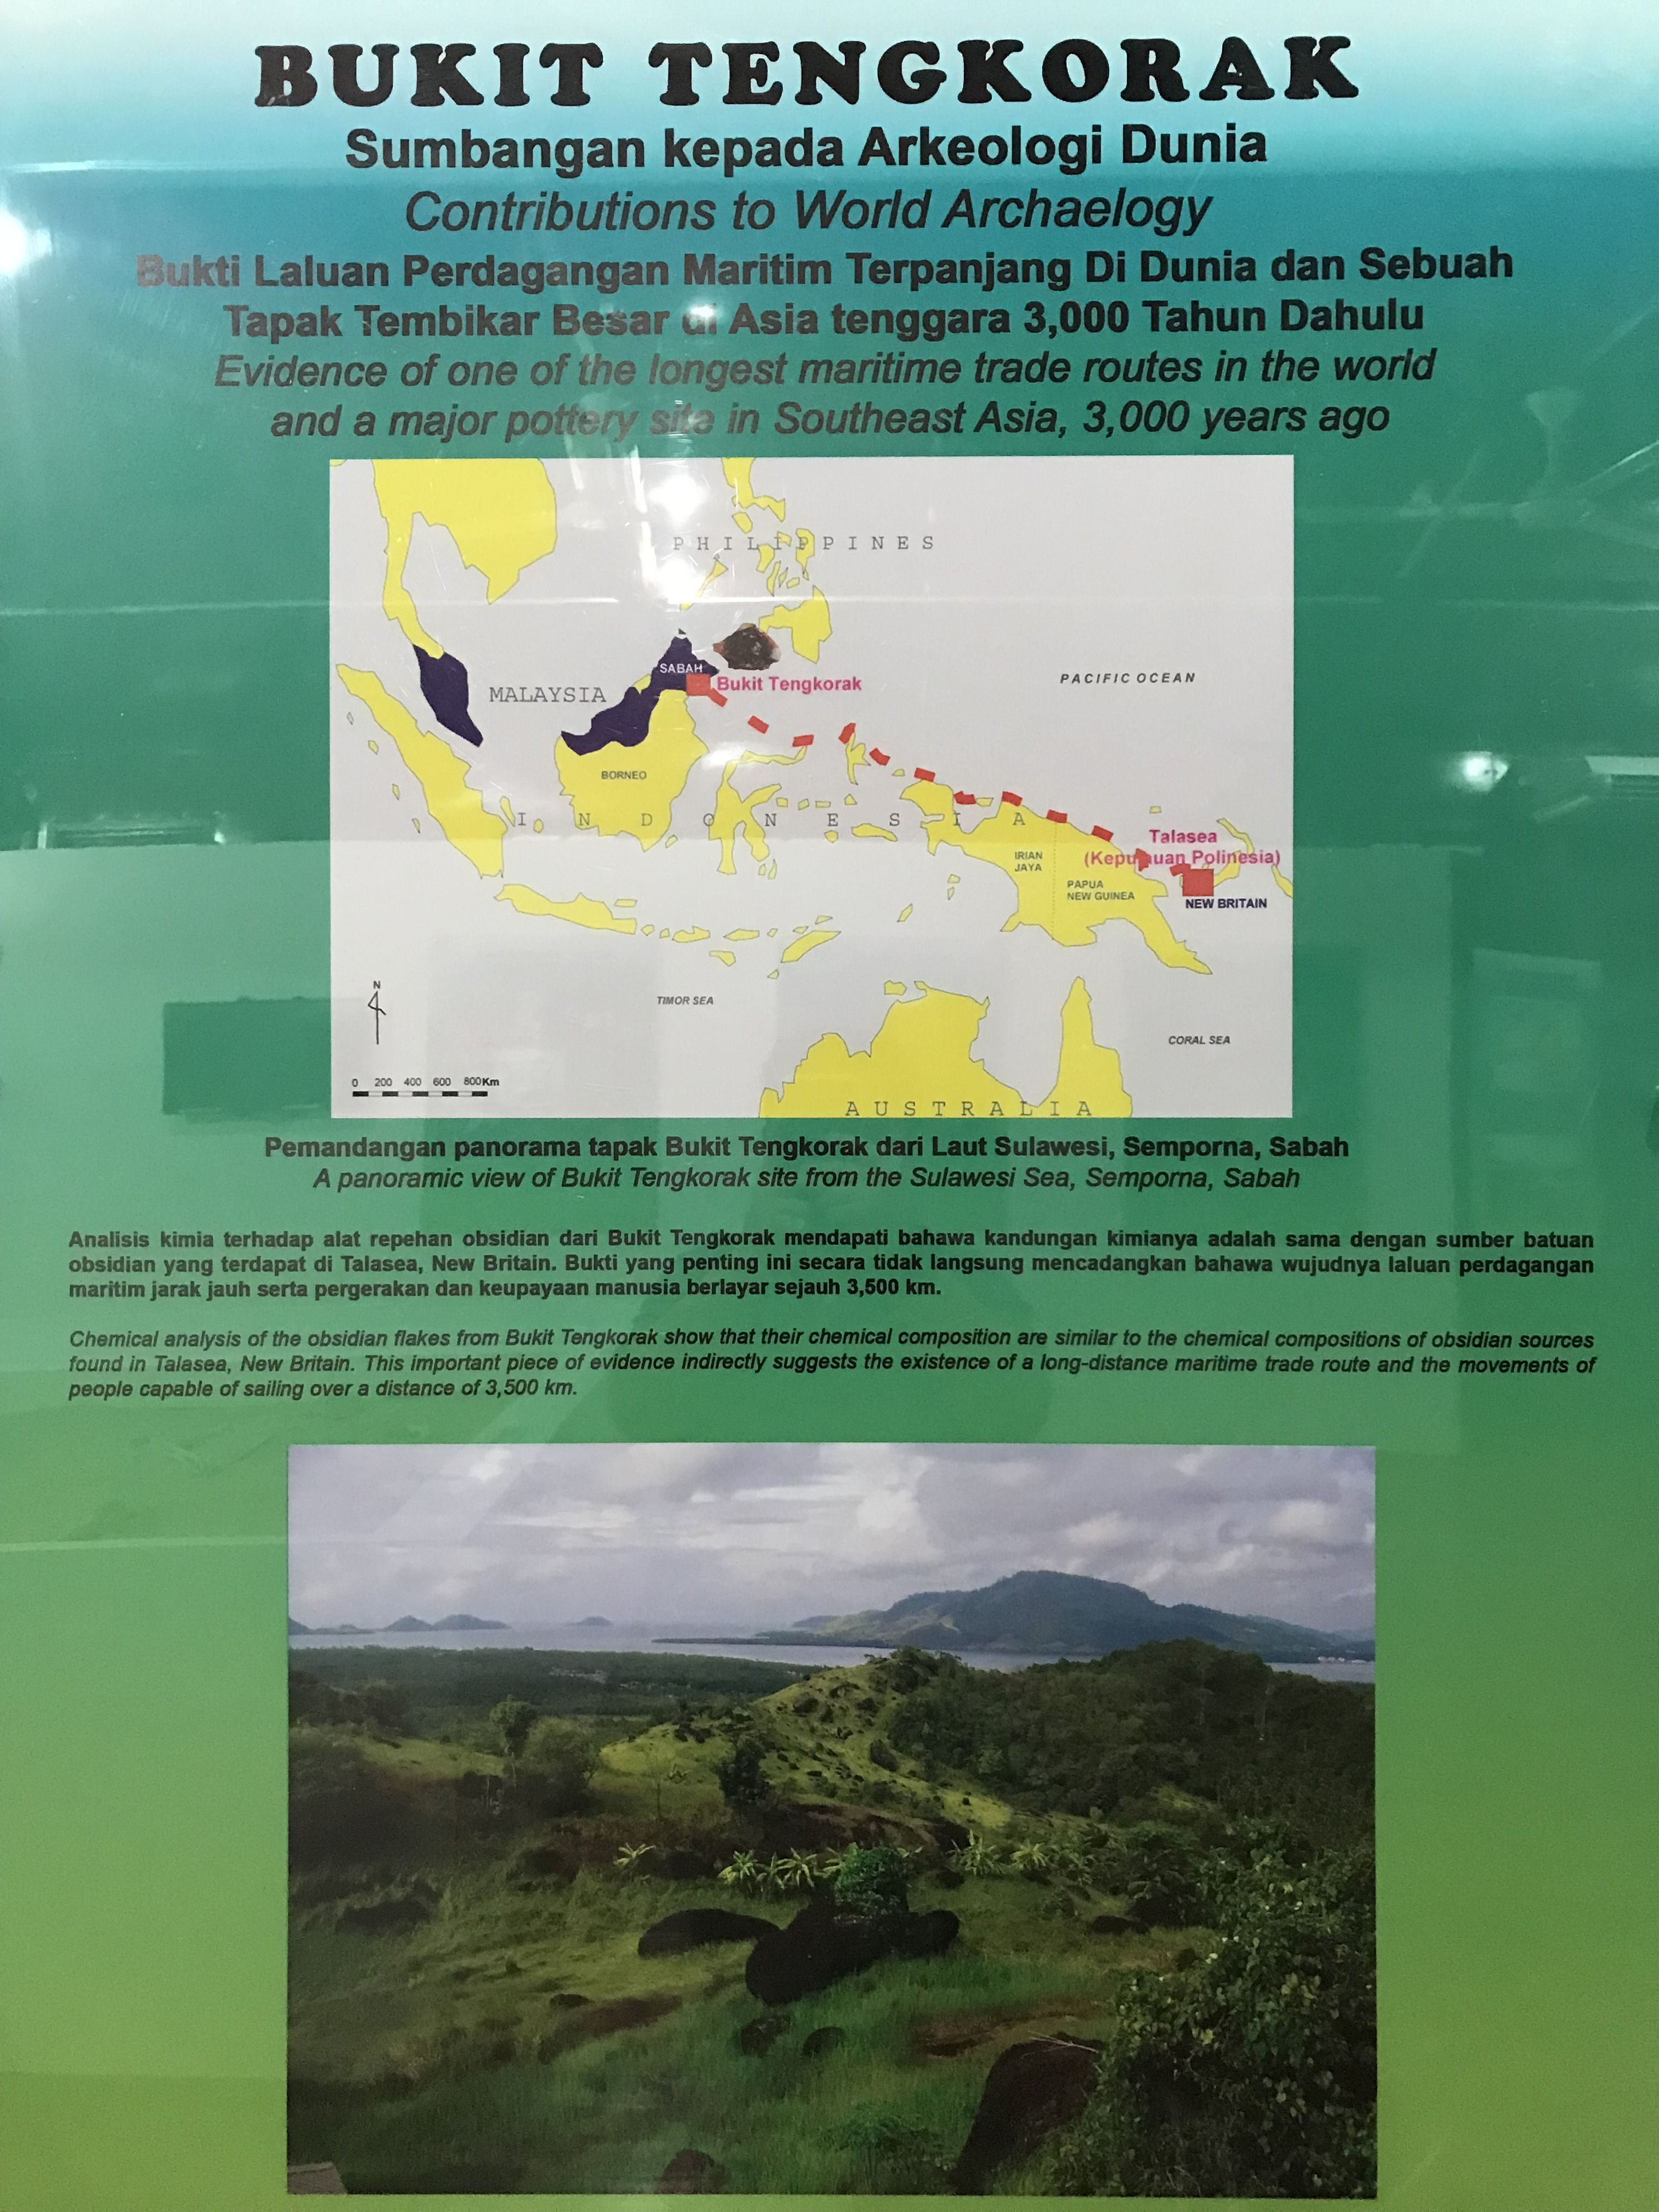 BUKIT TENGKORAK
Sumbangan kepada Arkeologi Dunia
Contributions to World Archaelogy
Bukti Laluan Perdagangan Maritim Terpanjang Di Dunia dan Sebuah
Tapak Tembikar Besar di Asia tenggara 3,000 Tahun Dahulu
Evidence of one of the longest maritime trade routes in the world
and a major pottery site in Southeast Asia, 3,000 years ago
PHILIPPINES
SABAH
PACIFIC OCEAN
MALAYSIA
Bukit Tengkorak
BORNEO
INDONESIA
Talasea
(Kepulauan Polinesia)
IRIAN
JAYA
PAPUA
NEW GUINEA
NEW BRITAIN
N
TIMOR SEA
CORAL SEA
0 200 400 600 800Km
AUSTRALIA
Pemandangan panorama tapak Bukit Tengkorak dari Laut Sulawesi, Semporna, Sabah
A panoramic view of Bukit Tengkorak site from the Sulawesi Sea, Semporna, Sabah
Analisis kimia terhadap alat repehan obsidian dari Bukit Tengkorak mendapati bahawa kandungan kimianya adalah sama dengan sumber batuan
obsidian yang terdapat di Talasea, New Britain. Bukti yang penting ini secara tidak langsung mencadangkan bahawa wujudnya laluan perdagangan
maritim jarak jauh serta pergerakan dan keupayaan manusia berlayar sejauh 3,500 km.
Chemical analysis of the obsidian flakes from Bukit Tengkorak show that their chemical composition are similar to the chemical compositions of obsidian sources
found in Talasea, New Britain. This important piece of evidence indirectly suggests the existence of a long-distance maritime trade route and the movements of
people capable of sailing over a distance of 3,500 km.